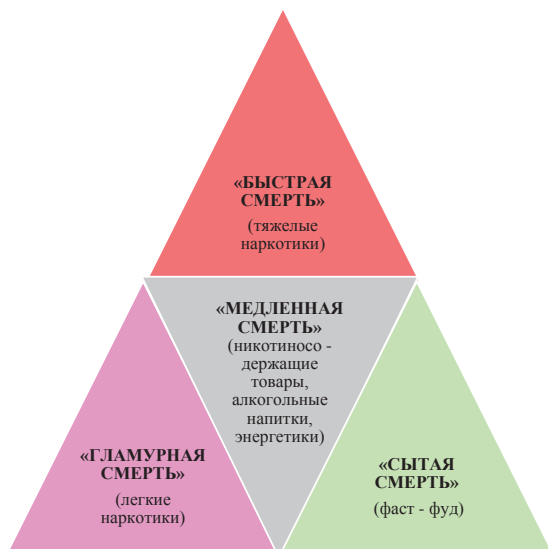 «БЫСТРАЯ
СМЕРТЬ»
(тяжелые
наркотики)
«МЕДЛЕННАЯ
СМЕРТЬ»
(никотиносо -
держащие
товары,
алкогольные
напитки,
энергетики)
«ГЛАМУРНАЯ
СМЕРТЬ»
(легкие
наркотики)
«СЫТАЯ
СМЕРТЬ»
(фаст - фуд)